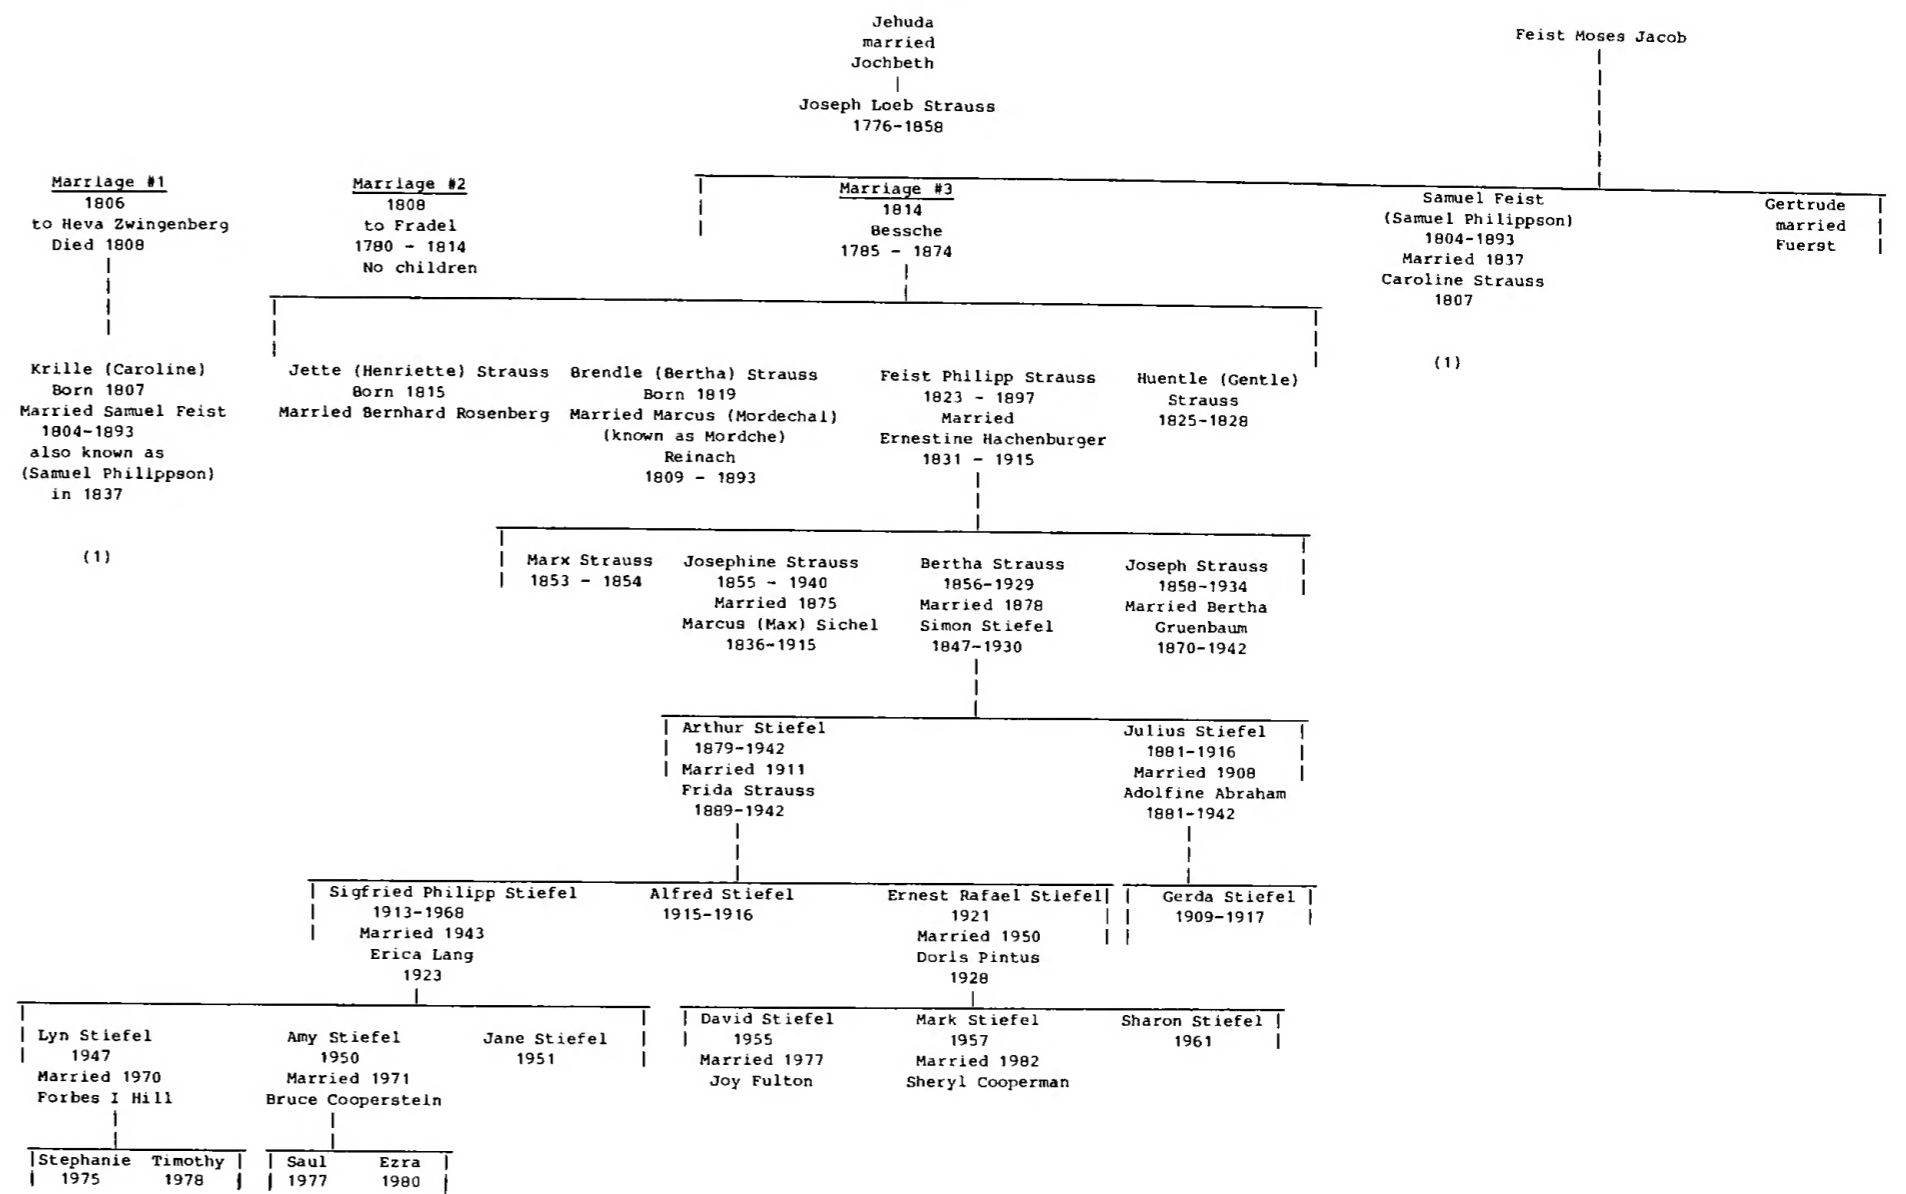 Jehuda
married
Jochbeth
Feist Moses Jacob
Joseph Loeb Strauss
1776-1858
Marriage #1
1806
to Heva Zwingenberg
Died 1808
Marriage #2
1808
to Fradel
1780 - 1814
No children
Marriage #3
1814
Bessche
1785 - 1874
Samuel Feist
(Samuel Philippson)
1804-1893
Married 1837
Caroline Strauss
1807
(1)
Gertrude
married
Fuerst
Krille (Caroline)
Born 1807
Married Samuel Feist
1804-1893
also known as
(Samuel Philippson)
in 1837
(1)
Jette (Henriette) Strauss
Born 1815
Married Bernhard Rosenberg
Brendle (Bertha) Strauss
Born 1819
Married Marcus (Mordechal)
(known as Mordche)
Reinach
1809 - 1893
Feist Philipp Strauss
1823 - 1897
Married
Ernestine Hachenburger
1831 - 1915
Huentle (Gentle)
Strauss
1825-1828
Marx Strauss
1853 - 1854
Josephine Strauss
1855 - 1940
Married 1875
Marcus (Max) Sichel
1836-1915
Bertha Strauss
1856-1929
Married 1878
Simon Stiefel
1847-1930
Joseph Strauss
1858-1934
Married Bertha
Gruenbaum
1870-1942
Arthur Stiefel
1879-1942
Married 1911
Frida Strauss
1889-1942
Julius Stiefel
1881-1916
Married 1908
Adolfine Abraham
1881-1942
Sigfried Philipp Stiefel
1913-1968
Married 1943
Erica Lang
1923
Alfred Stiefel
1915-1916
Ernest Rafael Stiefel
1921
Married 1950
Doris Pintus
1928
Gerda Stiefel
1909-1917
Lyn Stiefel
1947
Married 1970
Forbes I Hill
Amy Stiefel
1950
Married 1971
Bruce Cooperstein
Jane Stiefel
1951
David Stiefel
1955
Married 1977
Joy Fulton
Mark Stiefel
1957
Married 1982
Sheryl Cooperman
Sharon Stiefel
1961
Stephanie
1975
Timothy
1978
Saul
1977
Ezra
1980